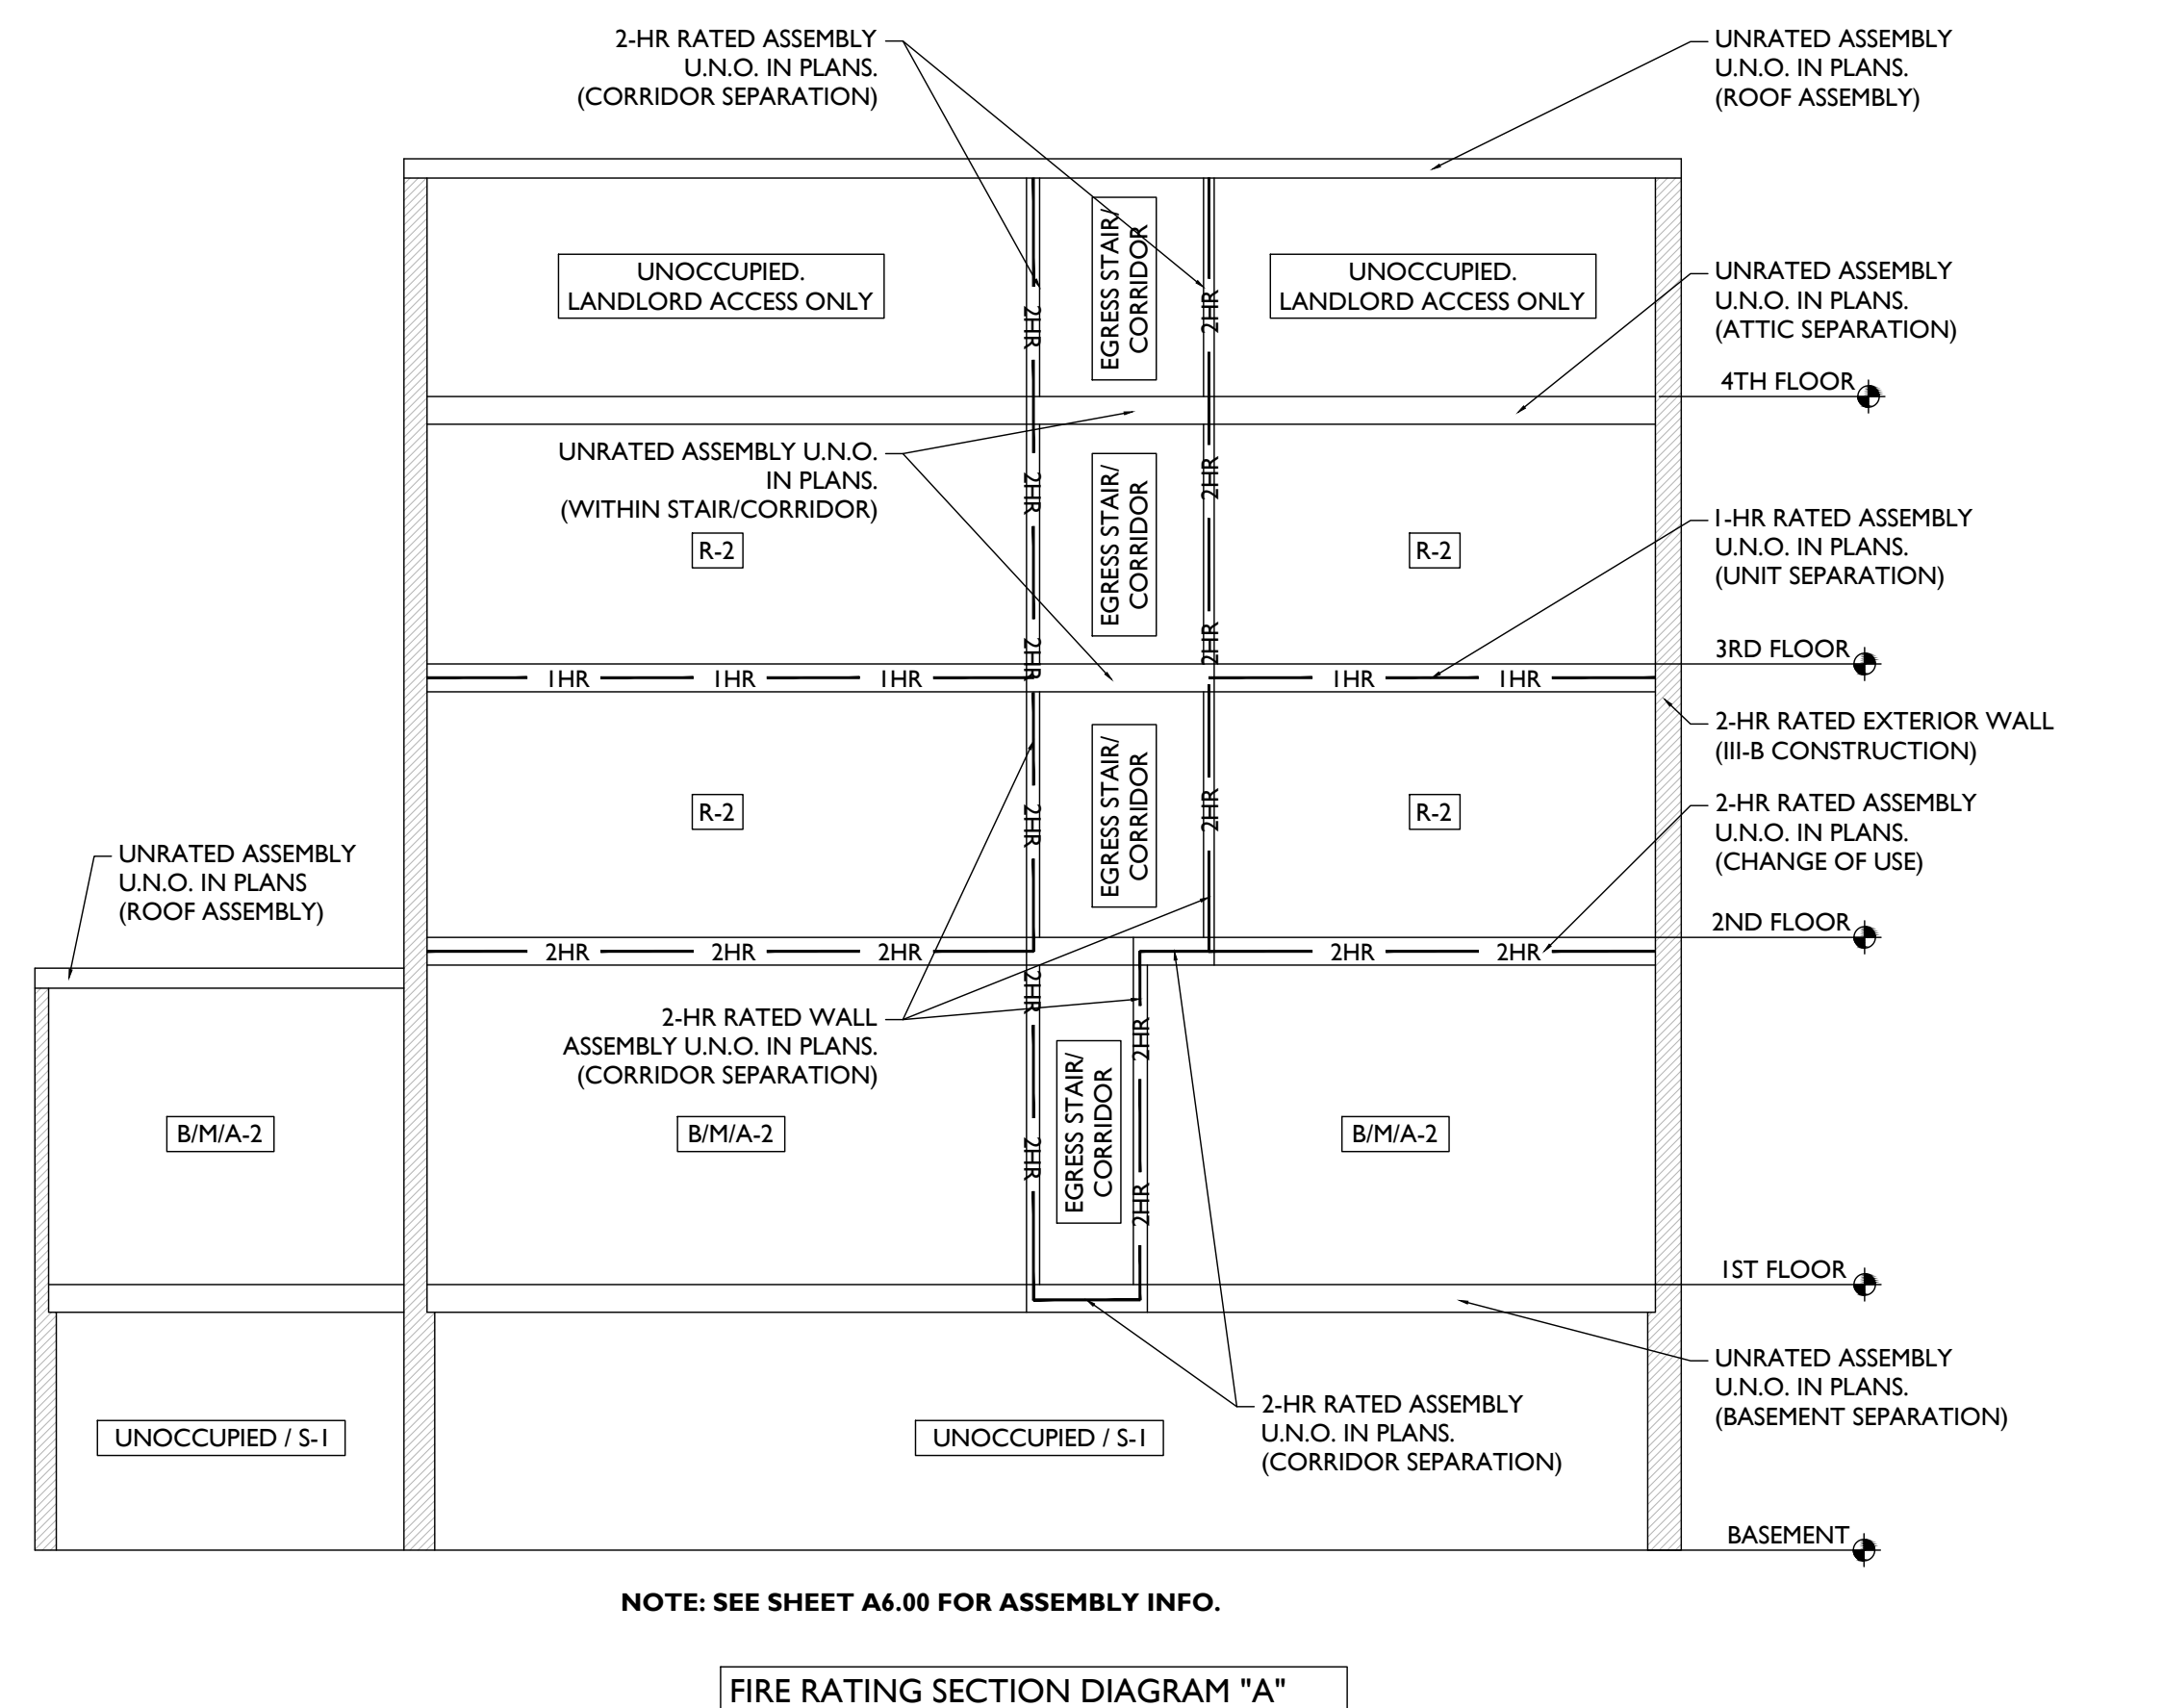 2-HR RATED ASSEMBLY
U.N.O. IN PLANS.
(CORRIDOR SEPARATION)
UNRATED ASSEMBLY
U.N.O. IN PLANS.
(ROOF ASSEMBLY)
UNOCCUPIED.
LANDLORD ACCESS ONLY
2HR
EGRESS STAIR/
CORRIDOR
2HR
UNOCCUPIED.
LANDLORD ACCESS ONLY
UNRATED ASSEMBLY
U.N.O. IN PLANS.
(ATTIC SEPARATION)
4TH FLOOR
UNRATED ASSEMBLY U.N.O.
IN PLANS.
(WITHIN STAIR/CORRIDOR)
R-2
2HR
2HR
EGRESS STAIR/
CORRIDOR
2HR
2HR
R-2
1-HR RATED ASSEMBLY
U.N.O. IN PLANS.
(UNIT SEPARATION)
3RD FLOOR
1HR 1HR 1HR
1HR 1HR
2-HR RATED EXTERIOR WALL
(III-B CONSTRUCTION)
R-2
2HR
EGRESS STAIR/
CORRIDOR
2HR
R-2
2-HR RATED ASSEMBLY
U.N.O. IN PLANS.
(CHANGE OF USE)
UNRATED ASSEMBLY
U.N.O. IN PLANS
(ROOF ASSEMBLY)
2ND FLOOR
2HR 2HR 2HR
2HR 2HR
2-HR RATED WALL
ASSEMBLY U.N.O. IN PLANS.
(CORRIDOR SEPARATION)
B/M/A-2
B/M/A-2
2HR
2HR
EGRESS STAIR/
CORRIDOR
2HR
2HR
B/M/A-2
1ST FLOOR
UNRATED ASSEMBLY
U.N.O. IN PLANS.
(BASEMENT SEPARATION)
2-HR RATED ASSEMBLY
U.N.O. IN PLANS.
(CORRIDOR SEPARATION)
UNOCCUPIED / S-1
UNOCCUPIED / S-1
BASEMENT
NOTE: SEE SHEET A6.00 FOR ASSEMBLY INFO.
FIRE RATING SECTION DIAGRAM "A"